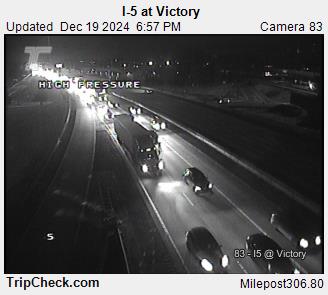 I-5 at Victory
Updated Dec 19 2024 6:57 PM Camera 83
HIGH PRESSURE
S
83 - I5 @ Victory
TripCheck.com Milepost306.80